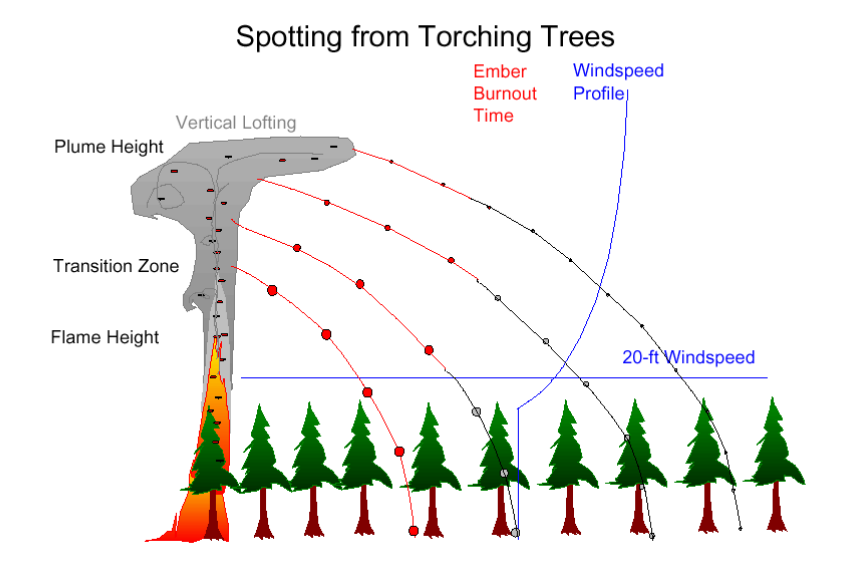 Spotting from Torching Trees
Ember
Burnout
Time
Windspeed
Profile
Vertical Lofting
Plume Height
Transition Zone
Flame Height
20-ft Windspeed